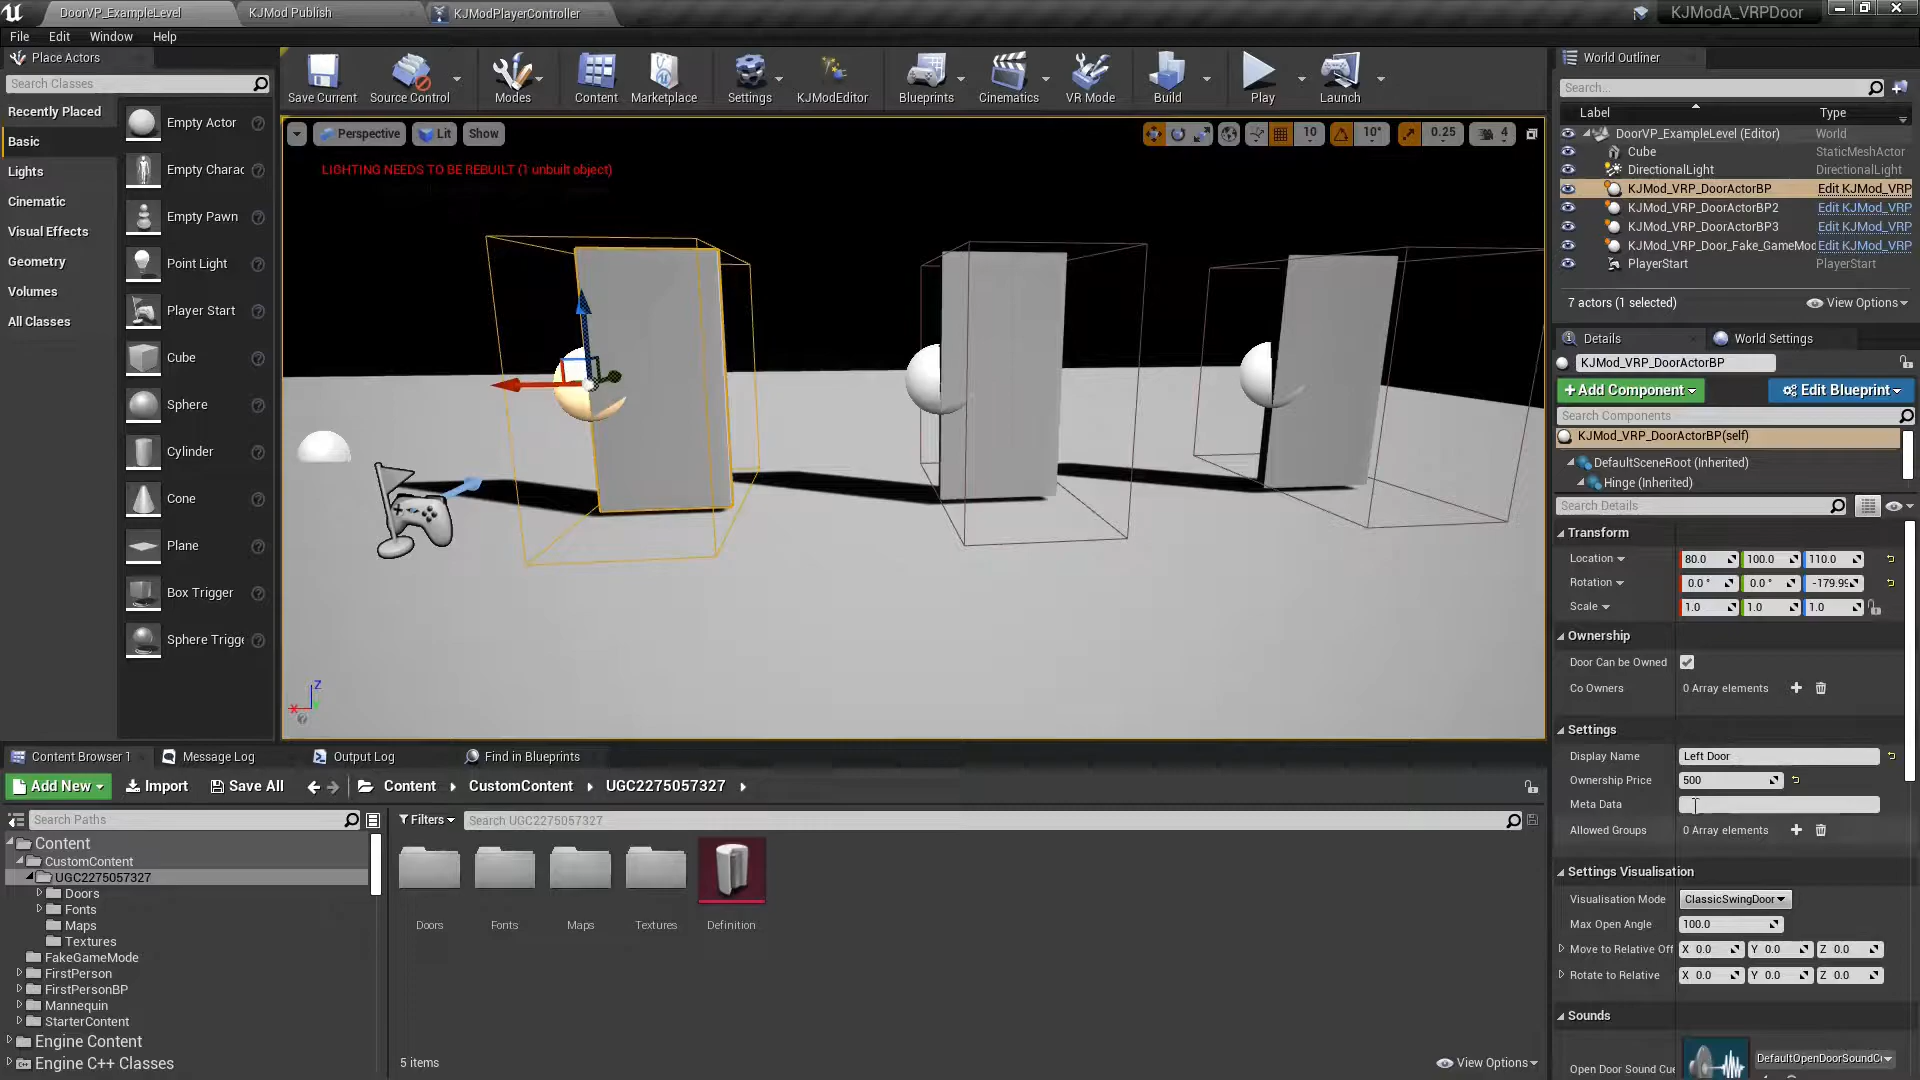 DoorVP_ExampleLevel
KJMod Publish
KJModPlayerController
KJModA_VRPDoor
File
Edit
Window
Help
Place Actors
Search Classes
Recently Placed
Basic
Lights
Cinematic
Visual Effects
Geometry
Volumes
All Classes
Empty Actor
Empty Charac
Empty Pawn
Point Light
Player Start
Cube
Sphere
Cylinder
Cone
Plane
Box Trigger
Sphere Trigge
Save Current
Source Control
Modes
Content
Marketplace
Settings
KJModEditor
Blueprints
Cinematics
VR Mode
Build
Play
Launch
Perspective
Lit
Show
10
10°
0.25
4
LIGHTING NEEDS TO BE REBUILT (1 unbuilt object)
Z
X
World Outliner
Search...
Label
Type
DoorVP_ExampleLevel (Editor)
World
Cube
StaticMeshActor
DirectionalLight
DirectionalLight
KJMod_VRP_DoorActorBP
Edit KJMod_VRP
KJMod_VRP_DoorActorBP2
Edit KJMod_VRP
KJMod_VRP_DoorActorBP3
Edit KJMod_VRP
KJMod_VRP_Door_Fake_GameMod
Edit KJMod_VRP
PlayerStart
PlayerStart
7 actors (1 selected)
View Options
Details
World Settings
KJMod_VRP_DoorActorBP
+Add Component
Edit Blueprint
Search Components
KJMod_VRP_DoorActorBP(self)
DefaultSceneRoot (Inherited)
Hinge (Inherited)
Search Details
Transform
Location
80.0
100.0
110.0
Rotation
0.0 °
0.0 °
-179.99
Scale
1.0
1.0
1.0
Ownership
Door Can be Owned
Co Owners
0 Array elements
Settings
Display Name
Left Door
Ownership Price
500
Meta Data
Allowed Groups
0 Array elements
Settings Visualisation
Visualisation Mode
ClassicSwingDoor
Max Open Angle
100.0
Move to Relative Off
X 0.0
Y 0.0
Z 0.0
Rotate to Relative
X 0.0
Y 0.0
Z 0.0
Sounds
Open Door Sound Cue
DefaultOpenDoorSoundCu
Content Browser 1
Message Log
Output Log
Find in Blueprints
Add New
Import
Save All
Content
CustomContent
UGC2275057327
Search Paths
Filters
Search UGC2275057327
Content
CustomContent
UGC2275057327
Doors
Fonts
Maps
Textures
FakeGameMode
FirstPerson
FirstPersonBP
Mannequin
StarterContent
Engine Content
Engine C++ Classes
Doors
Fonts
Maps
Textures
Definition
5 items
View Options